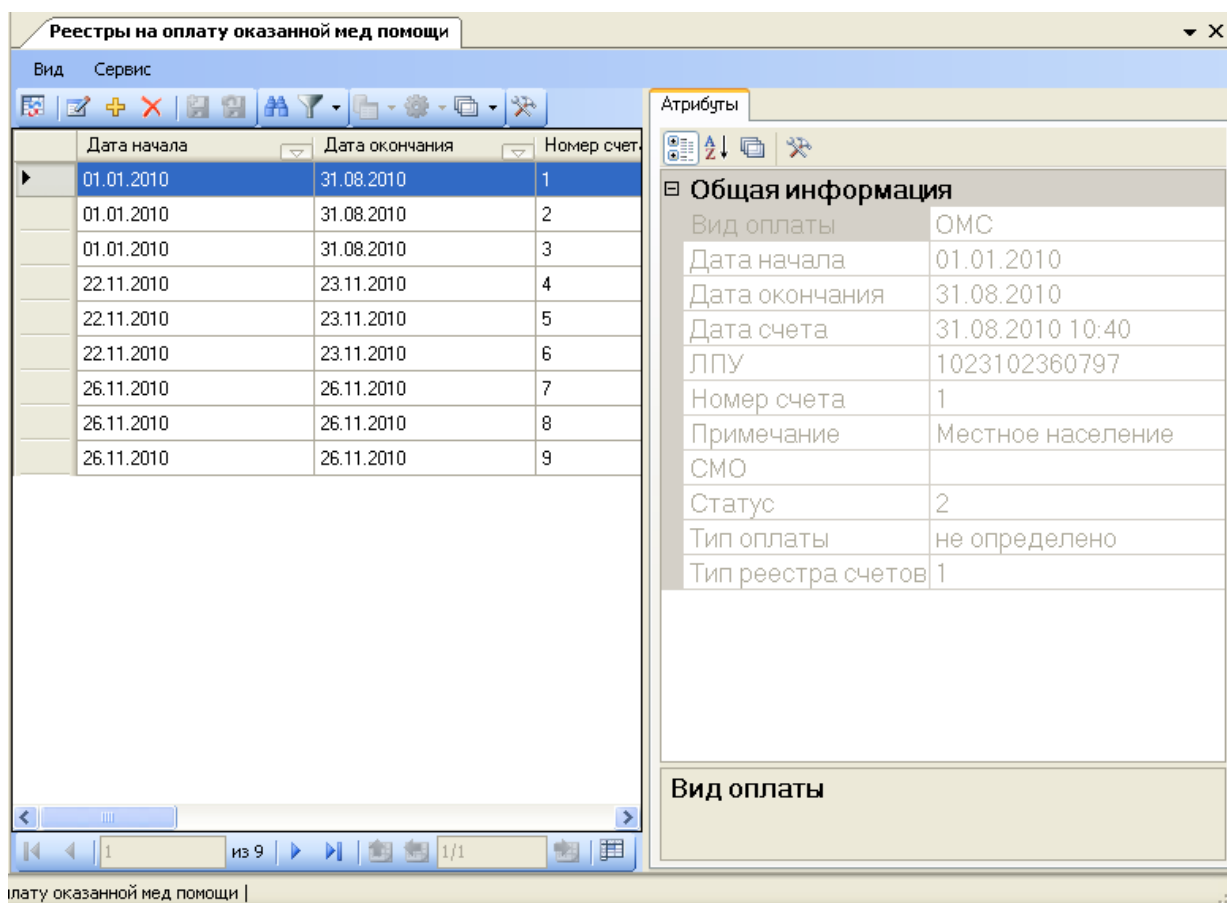 Реестры на оплату оказанной мед помощи
Вид Сервис
Дата начала Дата окончания Номер счет
01.01.2010 31.08.2010 1
01.01.2010 31.08.2010 2
01.01.2010 31.08.2010 3
22.11.2010 23.11.2010 4
22.11.2010 23.11.2010 5
22.11.2010 23.11.2010 6
26.11.2010 26.11.2010 7
26.11.2010 26.11.2010 8
26.11.2010 26.11.2010 9
1 из 9 1/1
Атрибуты
Общая информация
Вид оплаты ОМС
Дата начала 01.01.2010
Дата окончания 31.08.2010
Дата счета 31.08.2010 10:40
ЛПУ 1023102360797
Номер счета 1
Примечание Местное население
СМО
Статус 2
Тип оплаты не определено
Тип реестра счетов 1
Вид оплаты
плату оказанной мед помощи |